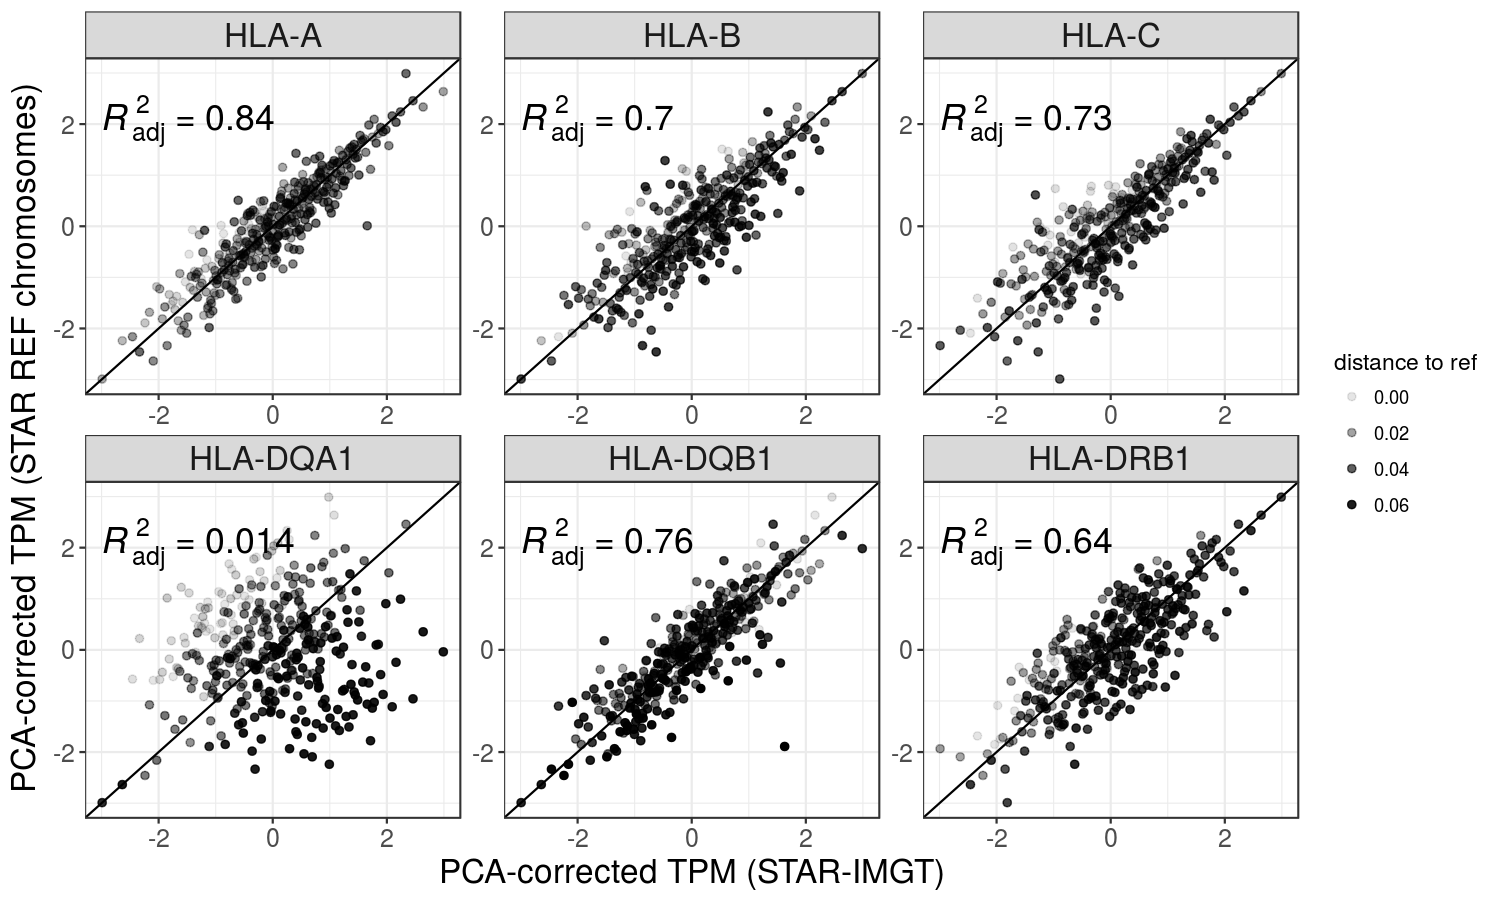 HLA-A
HLA-B
HLA-C
R²adj = 0.84
R²adj = 0.7
R²adj = 0.73
2
0
-2
2
0
-2
2
0
-2
-2 0 2
-2 0 2
-2 0 2
HLA-DQA1
HLA-DQB1
HLA-DRB1
R²adj = 0.014
R²adj = 0.76
R²adj = 0.64
2
0
-2
2
0
-2
2
0
-2
-2 0 2
-2 0 2
-2 0 2
PCA-corrected TPM (STAR REF chromosomes)
PCA-corrected TPM (STAR-IMGT)
distance to ref
0.00
0.02
0.04
0.06